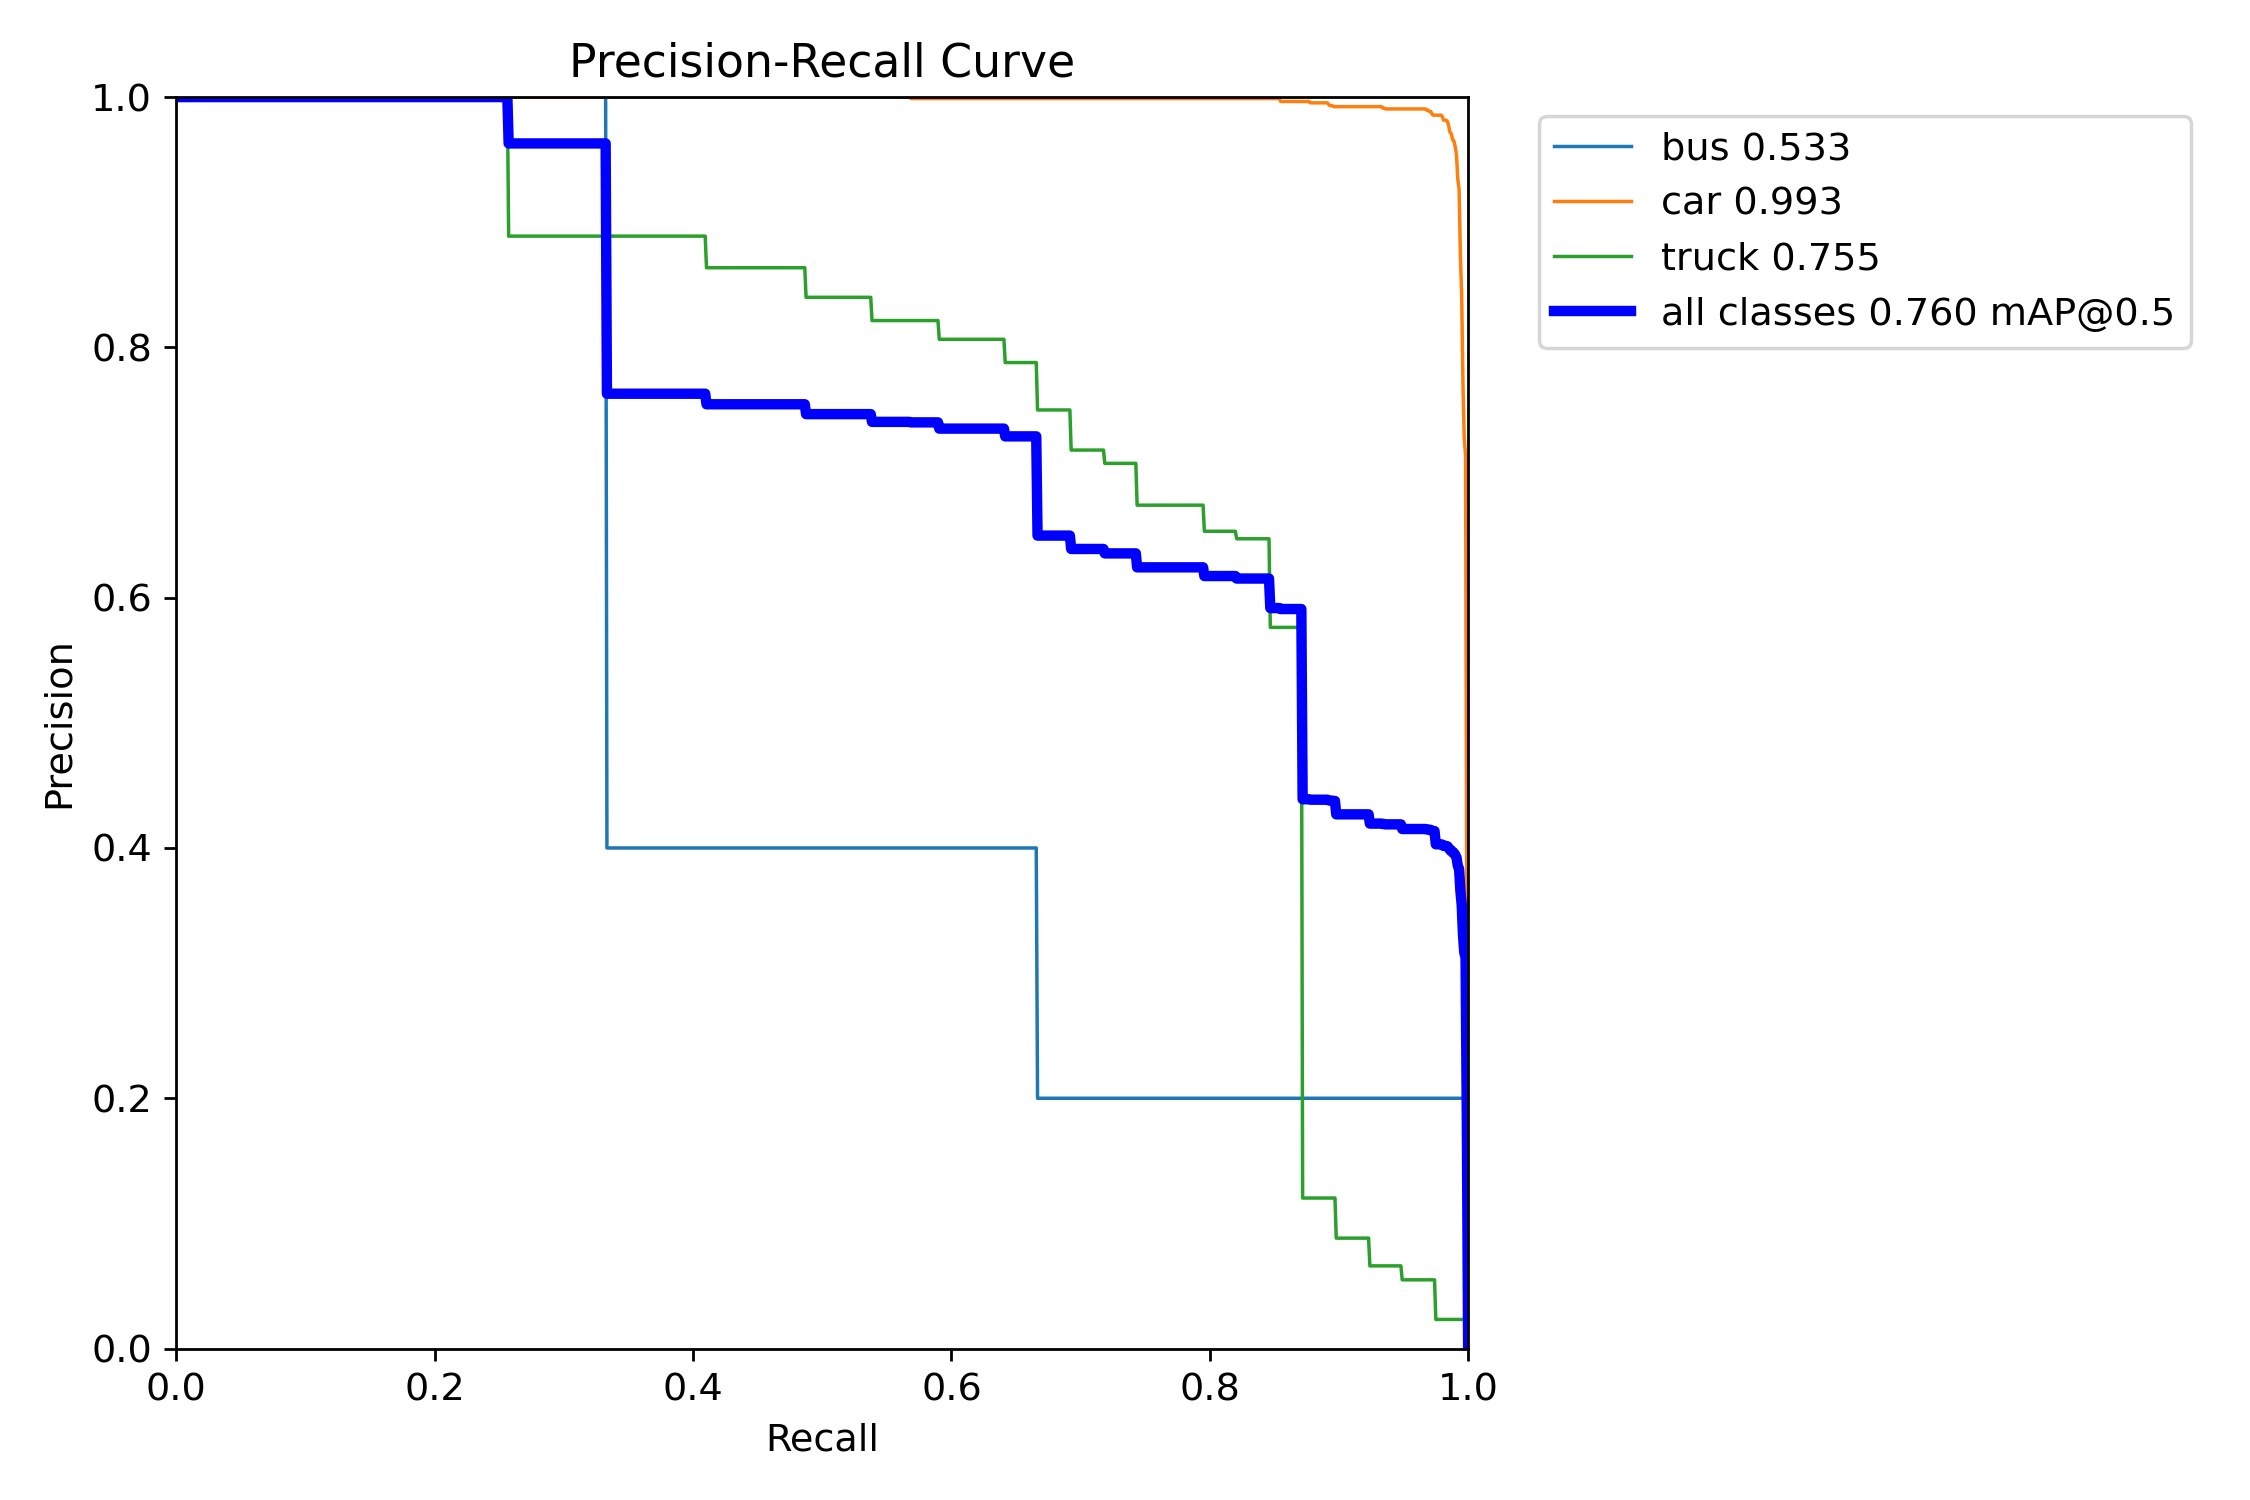 Precision-Recall Curve
1.0
0.8
0.6
0.4
0.2
0.0
Precision
0.0 0.2 0.4 0.6 0.8 1.0
Recall
bus 0.533
car 0.993
truck 0.755
all classes 0.760 mAP@0.5